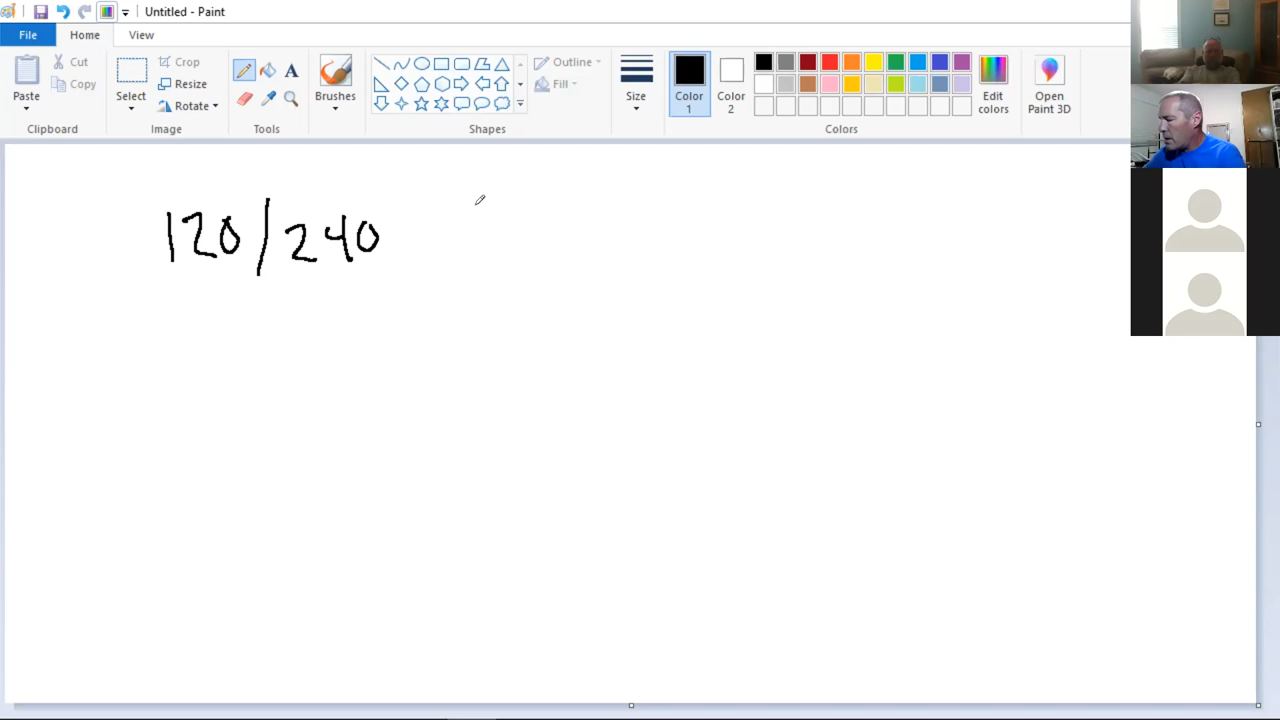 Untitled - Paint
File Home View
Paste
Cut
Copy
Clipboard
Select
Crop
Resize
Rotate
Image
Tools
Brushes
Shapes
Outline
Fill
Size
Color 1
Color 2
Colors
Edit colors
Open Paint 3D
120/240